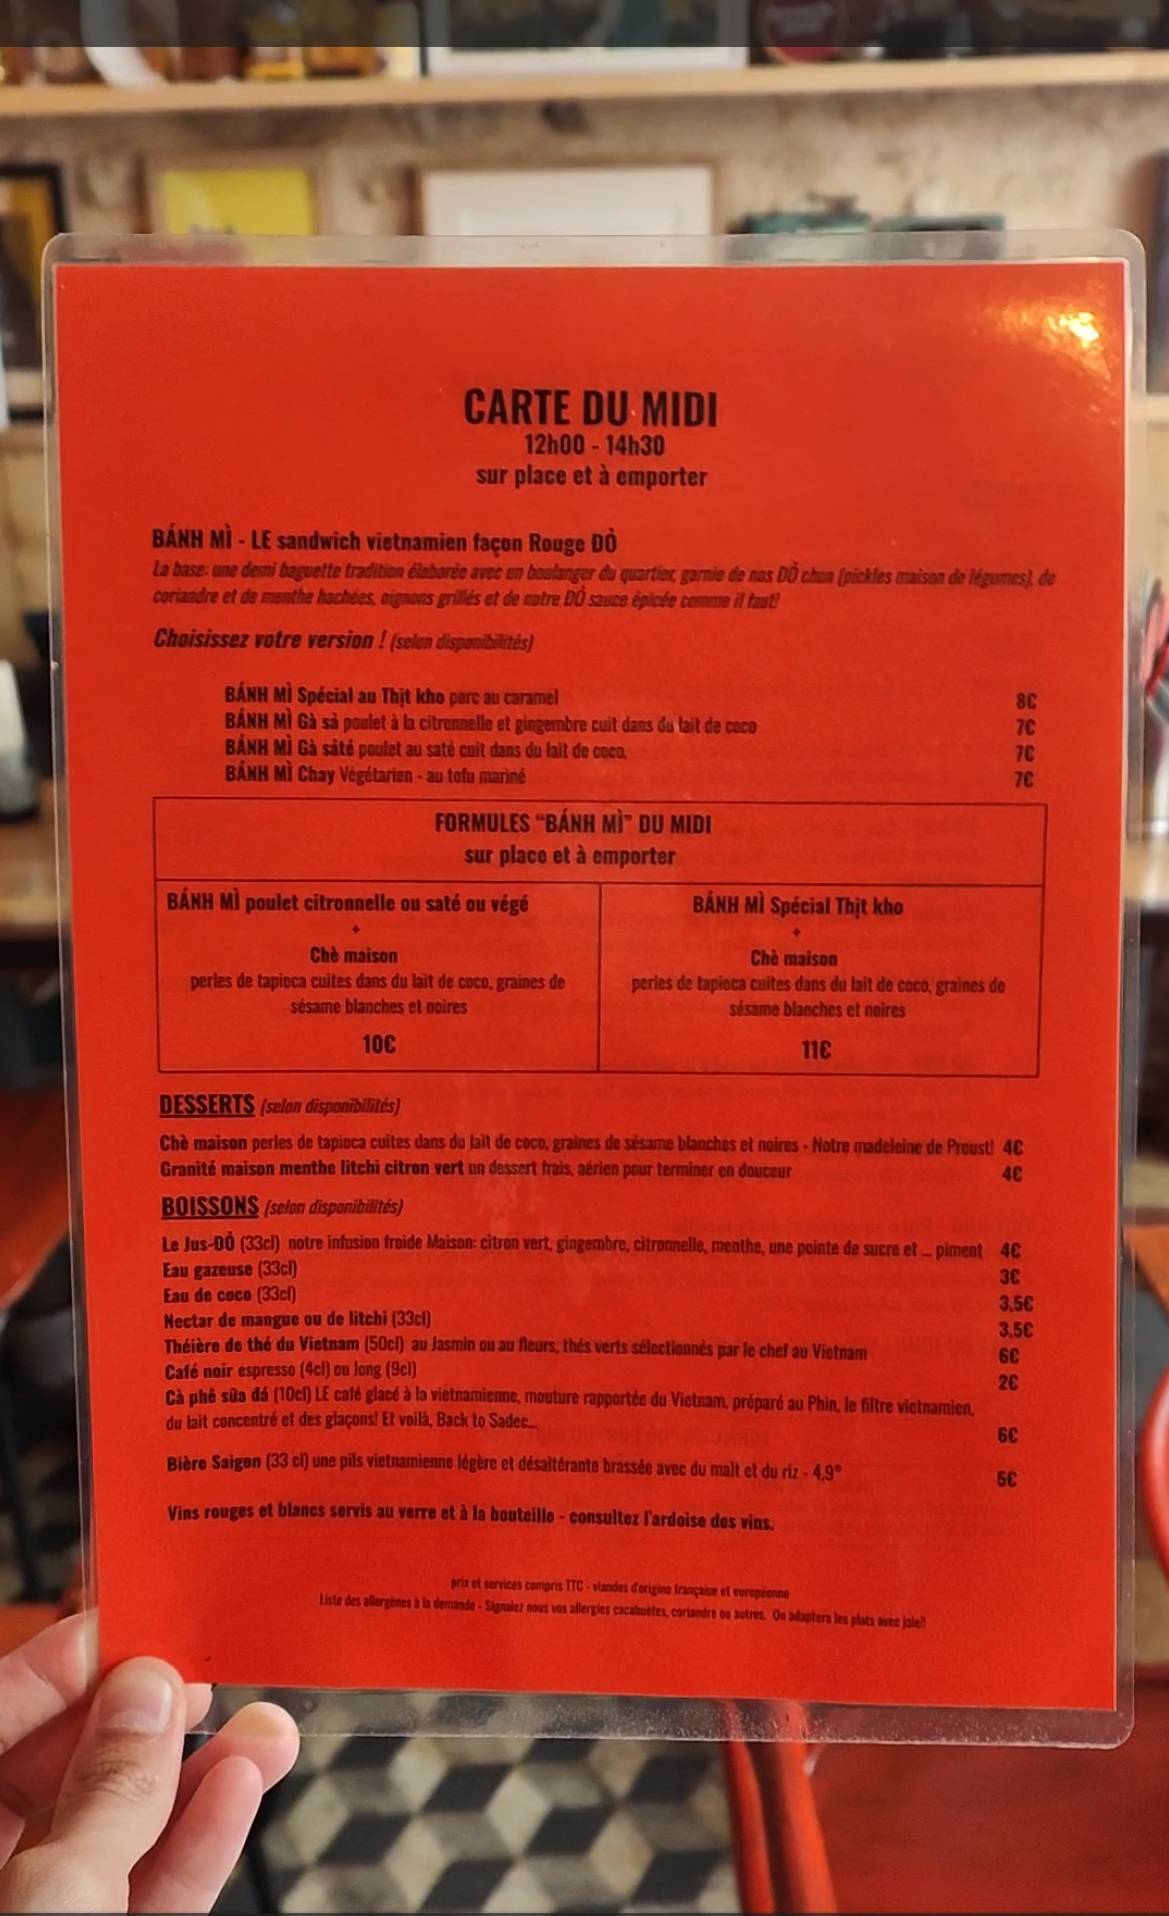 CARTE DU MIDI
12h00 - 14h30
sur place et à emporter
BÁNH MÌ - LE sandwich vietnamien façon Rouge ĐÒ
La base: une demi baguette tradition élaborée avec un boulanger du quartier, garnie de nos ĐÒ chua (pickles maison de légumes), de
coriandre et de menthe hachées, oignons grillés et de notre ĐÒ sauce épicée comme il faut!
Choisissez votre version ! (selon disponibilités)
BÁNH MÌ Spécial au Thịt kho porc au caramel 8€
BÁNH MÌ Gà sả poulet à la citronnelle et gingembre cuit dans du lait de coco 7€
BÁNH MÌ Gà sàté poulet au saté cuit dans du lait de coco. 7€
BÁNH MÌ Chay Végétarien - au tofu mariné 7€
FORMULES “BÁNH MÌ” DU MIDI
sur place et à emporter
BÁNH MÌ poulet citronnelle ou saté ou végé
+
Chè maison
perles de tapioca cuites dans du lait de coco, graines de
sésame blanches et noires
10€
BÁNH MÌ Spécial Thịt kho
+
Chè maison
perles de tapioca cuites dans du lait de coco, graines de
sésame blanches et noires
11€
DESSERTS (selon disponibilités)
Chè maison perles de tapioca cuites dans du lait de coco, graines de sésame blanches et noires - Notre madeleine de Proust! 4€
Granité maison menthe litchi citron vert un dessert frais, aérien pour terminer en douceur 4€
BOISSONS (selon disponibilités)
Le Jus-ĐỎ (33cl) notre infusion froide Maison: citron vert, gingembre, citronnelle, menthe, une pointe de sucre et ... piment 4€
Eau gazeuse (33cl) 3€
Eau de coco (33cl) 3,5€
Nectar de mangue ou de litchi (33cl) 3,5€
Théière de thé du Vietnam (50cl) au Jasmin ou au fleurs, thés verts sélectionnés par le chef au Vietnam 6€
Café noir espresso (4cl) ou long (9cl) 2€
Cà phê sũa đá (10cl) LE café glacé à la vietnamienne, mouture rapportée du Vietnam, préparé au Phin, le filtre vietnamien,
du lait concentré et des glaçons! Et voilà, Back to Sadec... 6€
Bière Saigon (33 cl) une pils vietnamienne légère et désaltérante brassée avec du malt et du riz - 4,9° 5€
Vins rouges et blancs servis au verre et à la bouteille - consultez l'ardoise des vins.
prix et services compris TTC - viandes d'origine française et européenne
Liste des allergènes à la demande - Signalez nous vos allergies cacahuètes, coriandre ou autres. On adaptera les plats avec joie!!